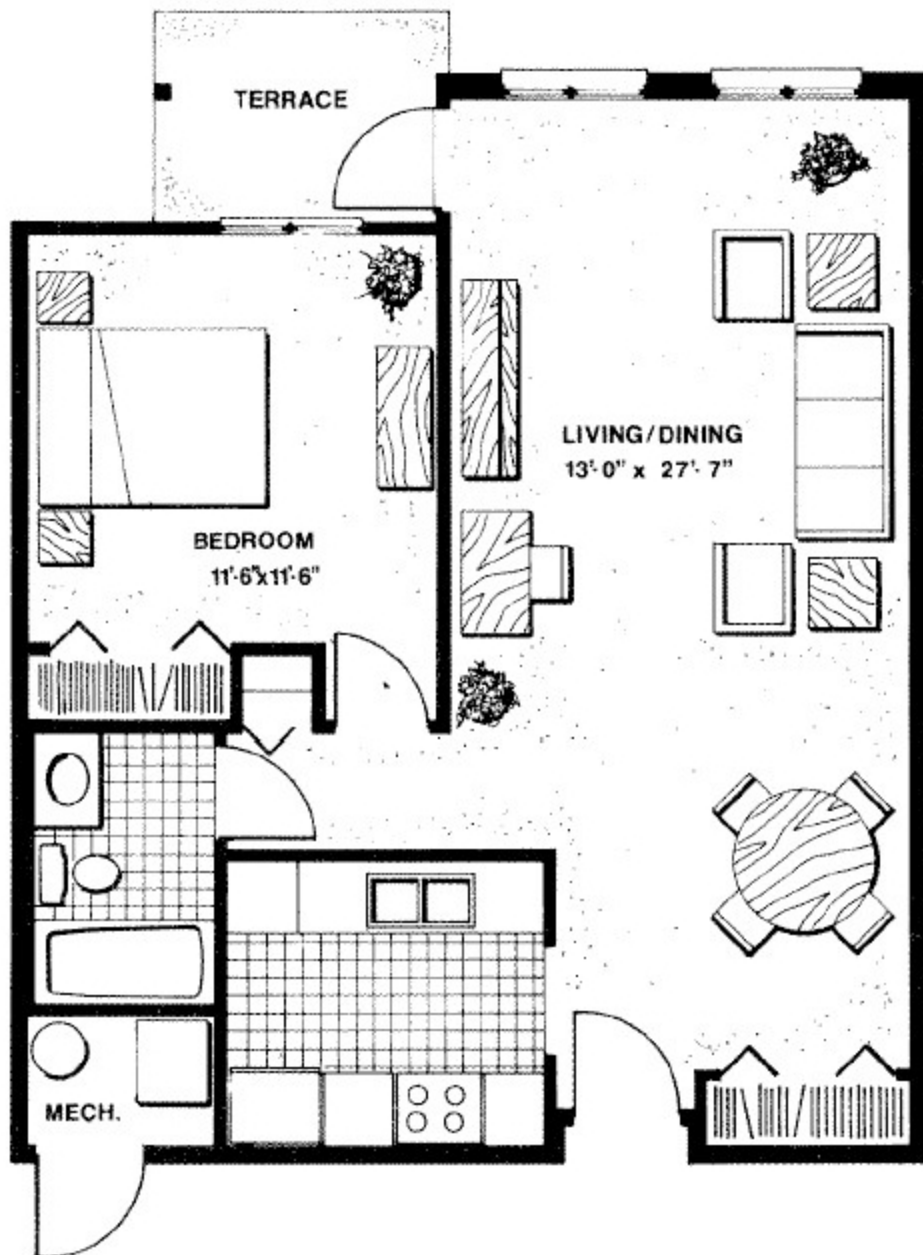 TERRACE
LIVING/DINING
13'-0" x 27'-7"
BEDROOM
11'-6"x11'-6"
MECH.